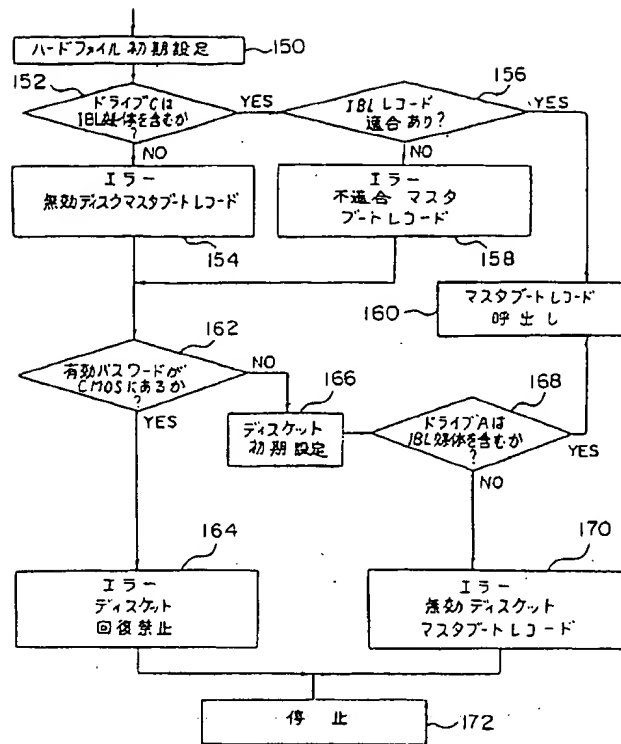 ハードファイル 初期設定
150
152
ドライブCは
IBL媒体を含むか
?
YES
NO
156
IBL レコード
適合あり?
YES
NO
エラー
無効ディスクマスタブートレコード
154
エラー
不適合 マスタ
ブートレコード
158
160
マスタブートレコード
呼出し
162
有効パスワードが
CMOSにあるか
?
NO
YES
166
ディスケット
初期設定
168
ドライブAは
IBL媒体を含むか
?
YES
NO
164
エラー
ディスケット
回復禁止
170
エラー
無効ディスケット
マスタブートレコード
停止
172